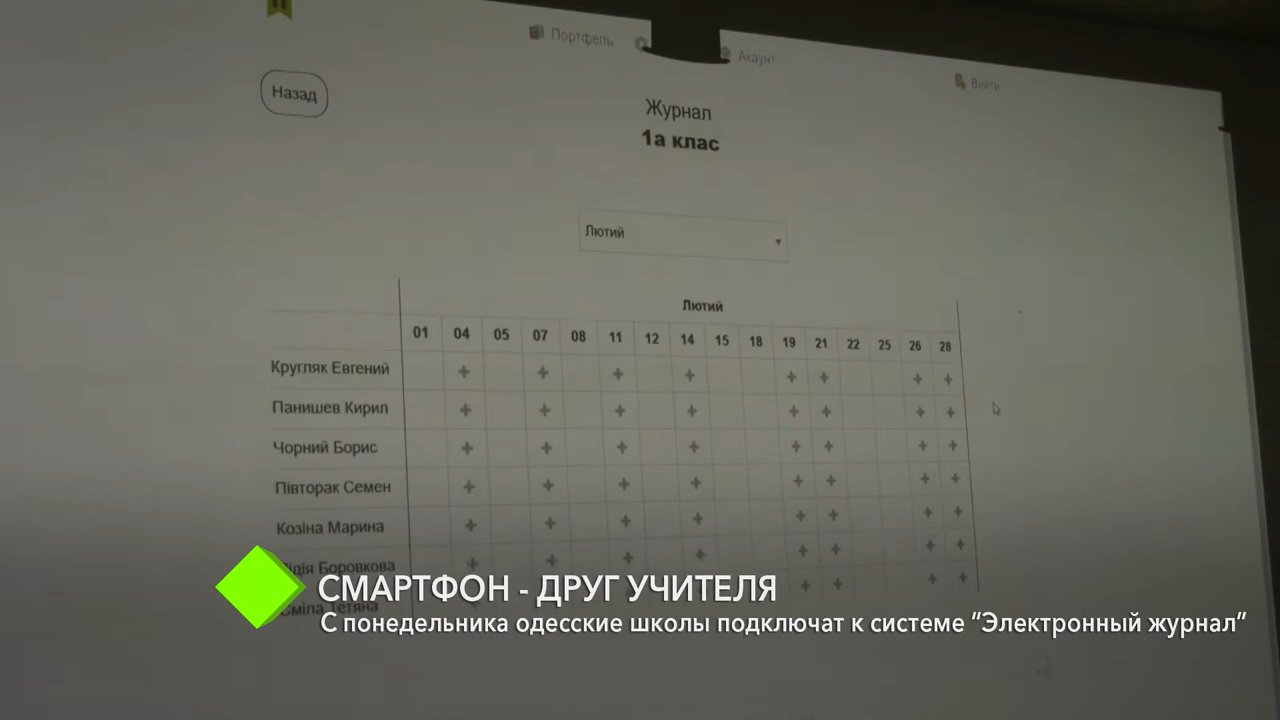 Портфель Акаунт Вийти
Назад
Журнал
1а клас
Лютий
Лютий
01 04 05 07 08 11 12 14 15 18 19 21 22 25 26 28
Кругляк Евгений + + + + + + + +
Панишев Кирил + + + + + + + +
Чорний Борис + + + + + + + +
Півторак Семен + + + + + + + +
Козіна Марина + + + + + + + +
Лідія Боровкова + + + + + + + +
Сміла Тетяна + + + +
СМАРТФОН - ДРУГ УЧИТЕЛЯ
С понедельника одесские школы подключат к системе "Электронный журнал"